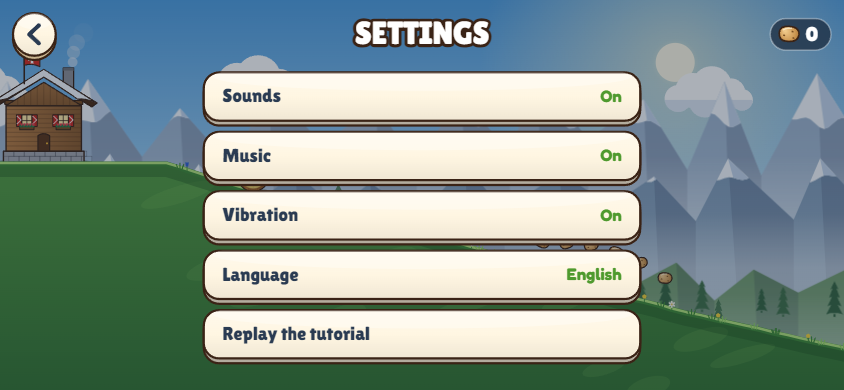 SETTINGS
0
Sounds On
Music On
Vibration On
Language English
Replay the tutorial